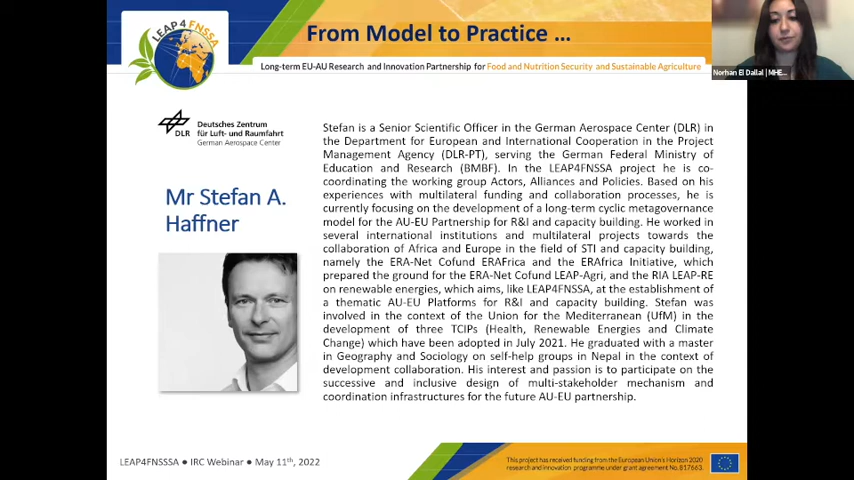 LEAP 4 FNSSA
From Model to Practice ...
Long-term EU-AU Research and Innovation Partnership for Food and Nutrition Security and Sustainable Agriculture
Norhan El Dallal | MHE...
DLR
Deutsches Zentrum
für Luft- und Raumfahrt
German Aerospace Center
Mr Stefan A.
Haffner
Stefan is a Senior Scientific Officer in the German Aerospace Center (DLR) in
the Department for European and International Cooperation in the Project
Management Agency (DLR-PT), serving the German Federal Ministry of
Education and Research (BMBF). In the LEAP4FNSSA project he is co-
coordinating the working group Actors, Alliances and Policies. Based on his
experiences with multilateral funding and collaboration processes, he is
currently focusing on the development of a long-term cyclic metagovernance
model for the AU-EU Partnership for R&I and capacity building. He worked in
several international institutions and multilateral projects towards the
collaboration of Africa and Europe in the field of STI and capacity building,
namely the ERA-Net Cofund ERAFrica and the ERAfrica Initiative, which
prepared the ground for the ERA-Net Cofund LEAP-Agri, and the RIA LEAP-RE
on renewable energies, which aims, like LEAP4FNSSA, at the establishment of
a thematic AU-EU Platforms for R&I and capacity building. Stefan was
involved in the context of the Union for the Mediterranean (UfM) in the
development of three TCIPs (Health, Renewable Energies and Climate
Change) which have been adopted in July 2021. He graduated with a master
in Geography and Sociology on self-help groups in Nepal in the context of
development collaboration. His interest and passion is to participate on the
successive and inclusive design of multi-stakeholder mechanism and
coordination infrastructures for the future AU-EU partnership.
LEAP4FNSSSA ● IRC Webinar ● May 11th, 2022
This project has received funding from the European Union's Horizon 2020
research and innovation programme under grant agreement No. 817663.